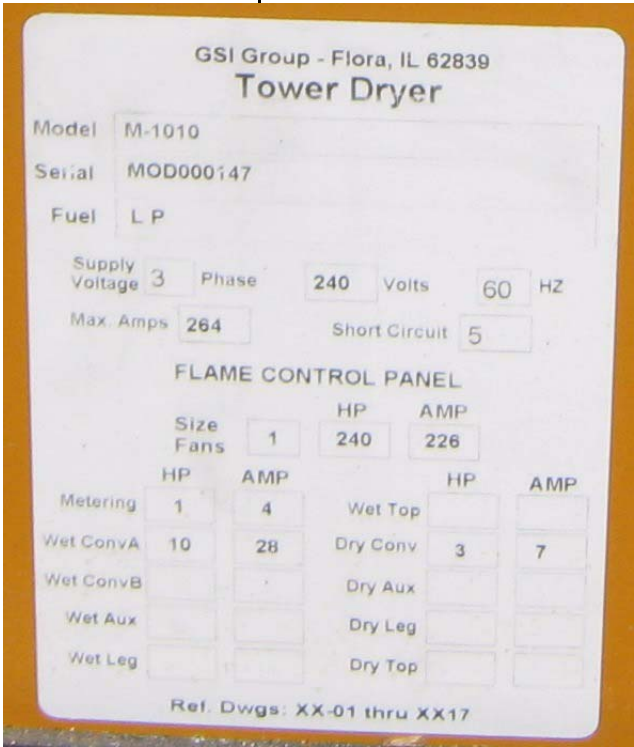 GSI Group - Flora, IL 62839
Tower Dryer
Model M-1010
Serial MOD000147
Fuel L P
Supply Voltage 3 Phase 240 Volts 60 HZ
Max. Amps 264 Short Circuit 5
FLAME CONTROL PANEL
HP AMP
Size Fans 1 240 226
HP AMP HP AMP
Metering 1 4 Wet Top
Wet ConvA 10 28 Dry Conv 3 7
Wet ConvB Dry Aux
Wet Aux Dry Leg
Wet Leg Dry Top
Ref. Dwgs: XX-01 thru XX17